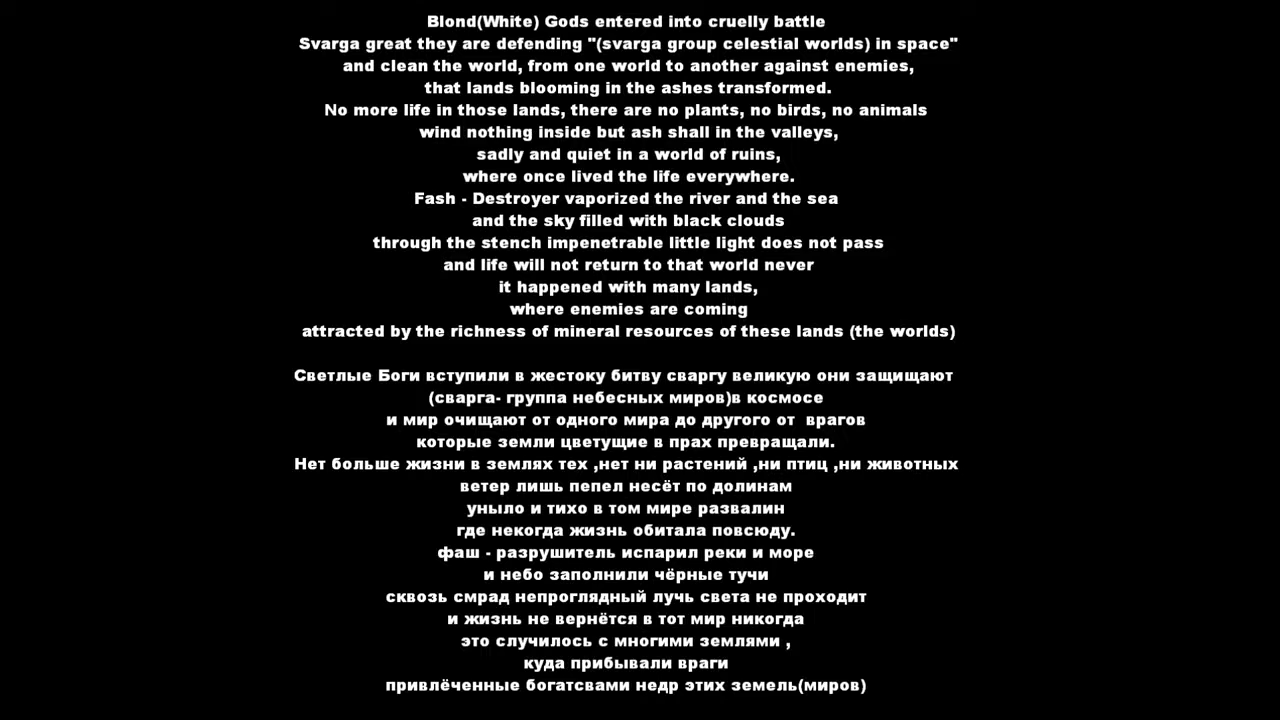 Blond(White) Gods entered into cruelly battle
Svarga great they are defending "(svarga group celestial worlds) in space"
and clean the world, from one world to another against enemies,
that lands blooming in the ashes transformed.
No more life in those lands, there are no plants, no birds, no animals
wind nothing inside but ash shall in the valleys,
sadly and quiet in a world of ruins,
where once lived the life everywhere.
Fash - Destroyer vaporized the river and the sea
and the sky filled with black clouds
through the stench impenetrable little light does not pass
and life will not return to that world never
it happened with many lands,
where enemies are coming
attracted by the richness of mineral resources of these lands (the worlds)
Светлые Боги вступили в жестоку битву сваргу великую они защищают
(сварга- группа небесных миров)в космосе
и мир очищают от одного мира до другого от  врагов
которые земли цветущие в прах превращали.
Нет больше жизни в землях тех ,нет ни растений ,ни птиц ,ни животных
ветер лишь пепел несёт по долинам
уныло и тихо в том мире развалин
где некогда жизнь обитала повсюду.
фаш - разрушитель испарил реки и море
и небо заполнили чёрные тучи
сквозь смрад непроглядный лучь света не проходит
и жизнь не вернётся в тот мир никогда
это случилось с многими землями ,
куда прибывали враги
привлёченные богатсвами недр этих земель(миров)